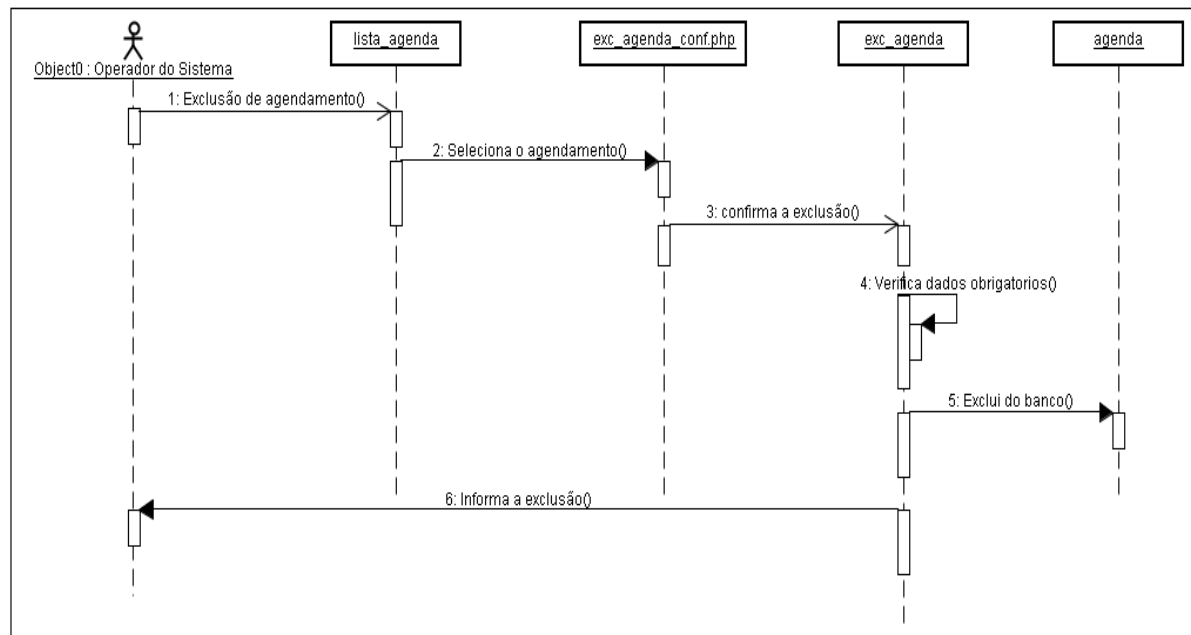 lista_agenda
exc_agenda_conf.php
exc_agenda
agenda
Object0 : Operador do Sistema
1: Exclusão de agendamento()
2: Seleciona o agendamento()
3: confirma a exclusão()
4: Verifica dados obrigatorios()
5: Exclui do banco()
6: Informa a exclusão()